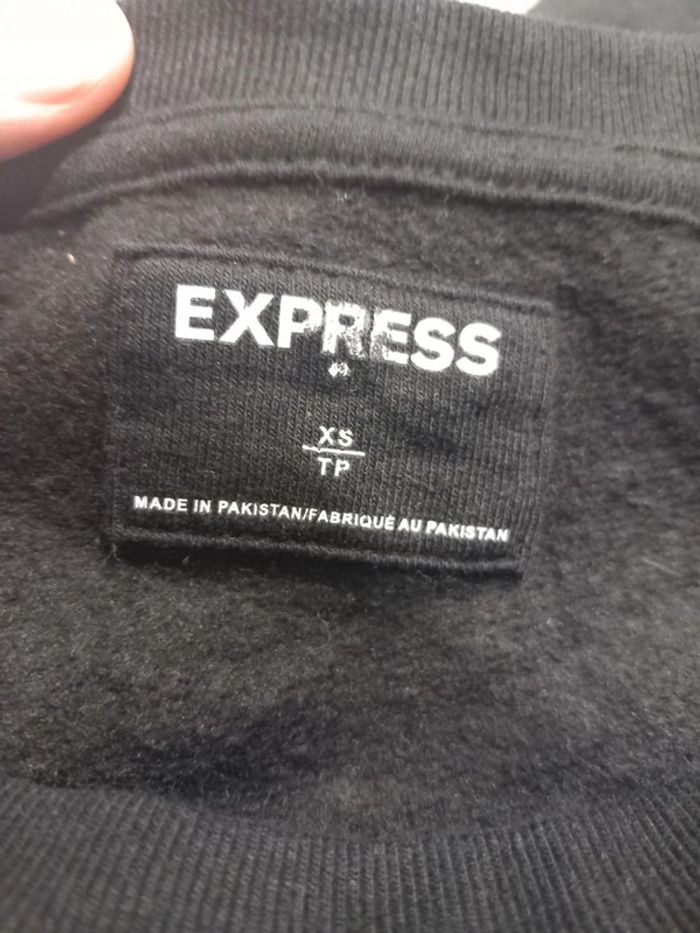 EXPRESS
XS
TP
MADE IN PAKISTAN/FABRIQUÉ AU PAKISTAN